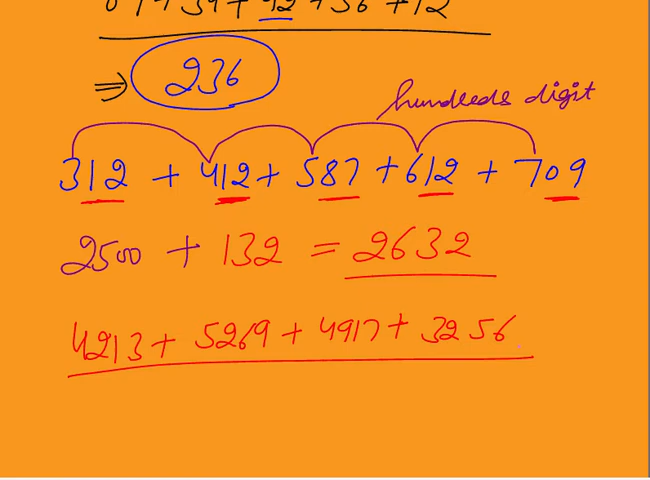 ⇒ 236
hundreds digit
312 + 412 + 587 + 612 + 709
2500 + 132 = 2632
4213 + 5269 + 4917 + 3256